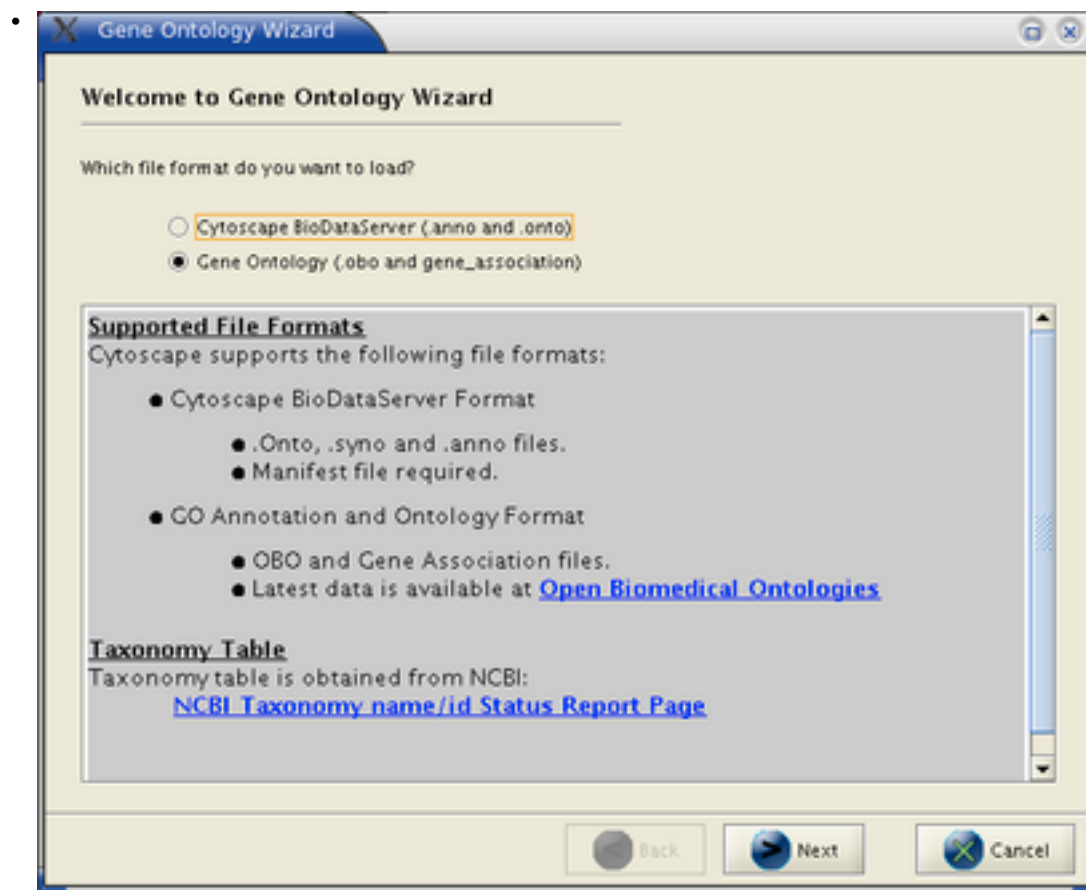 Gene Ontology Wizard
Welcome to Gene Ontology Wizard
Which file format do you want to load?
Cytoscape BioDataServer (.anno and .onto)
Gene Ontology (.obo and gene_association)
Supported File Formats
Cytoscape supports the following file formats:
Cytoscape BioDataServer Format
.Onto, .syno and .anno files.
Manifest file required.
GO Annotation and Ontology Format
OBO and Gene Association files.
Latest data is available at Open Biomedical Ontologies
Taxonomy Table
Taxonomy table is obtained from NCBI:
NCBI Taxonomy name/id Status Report Page
Back
Next
Cancel